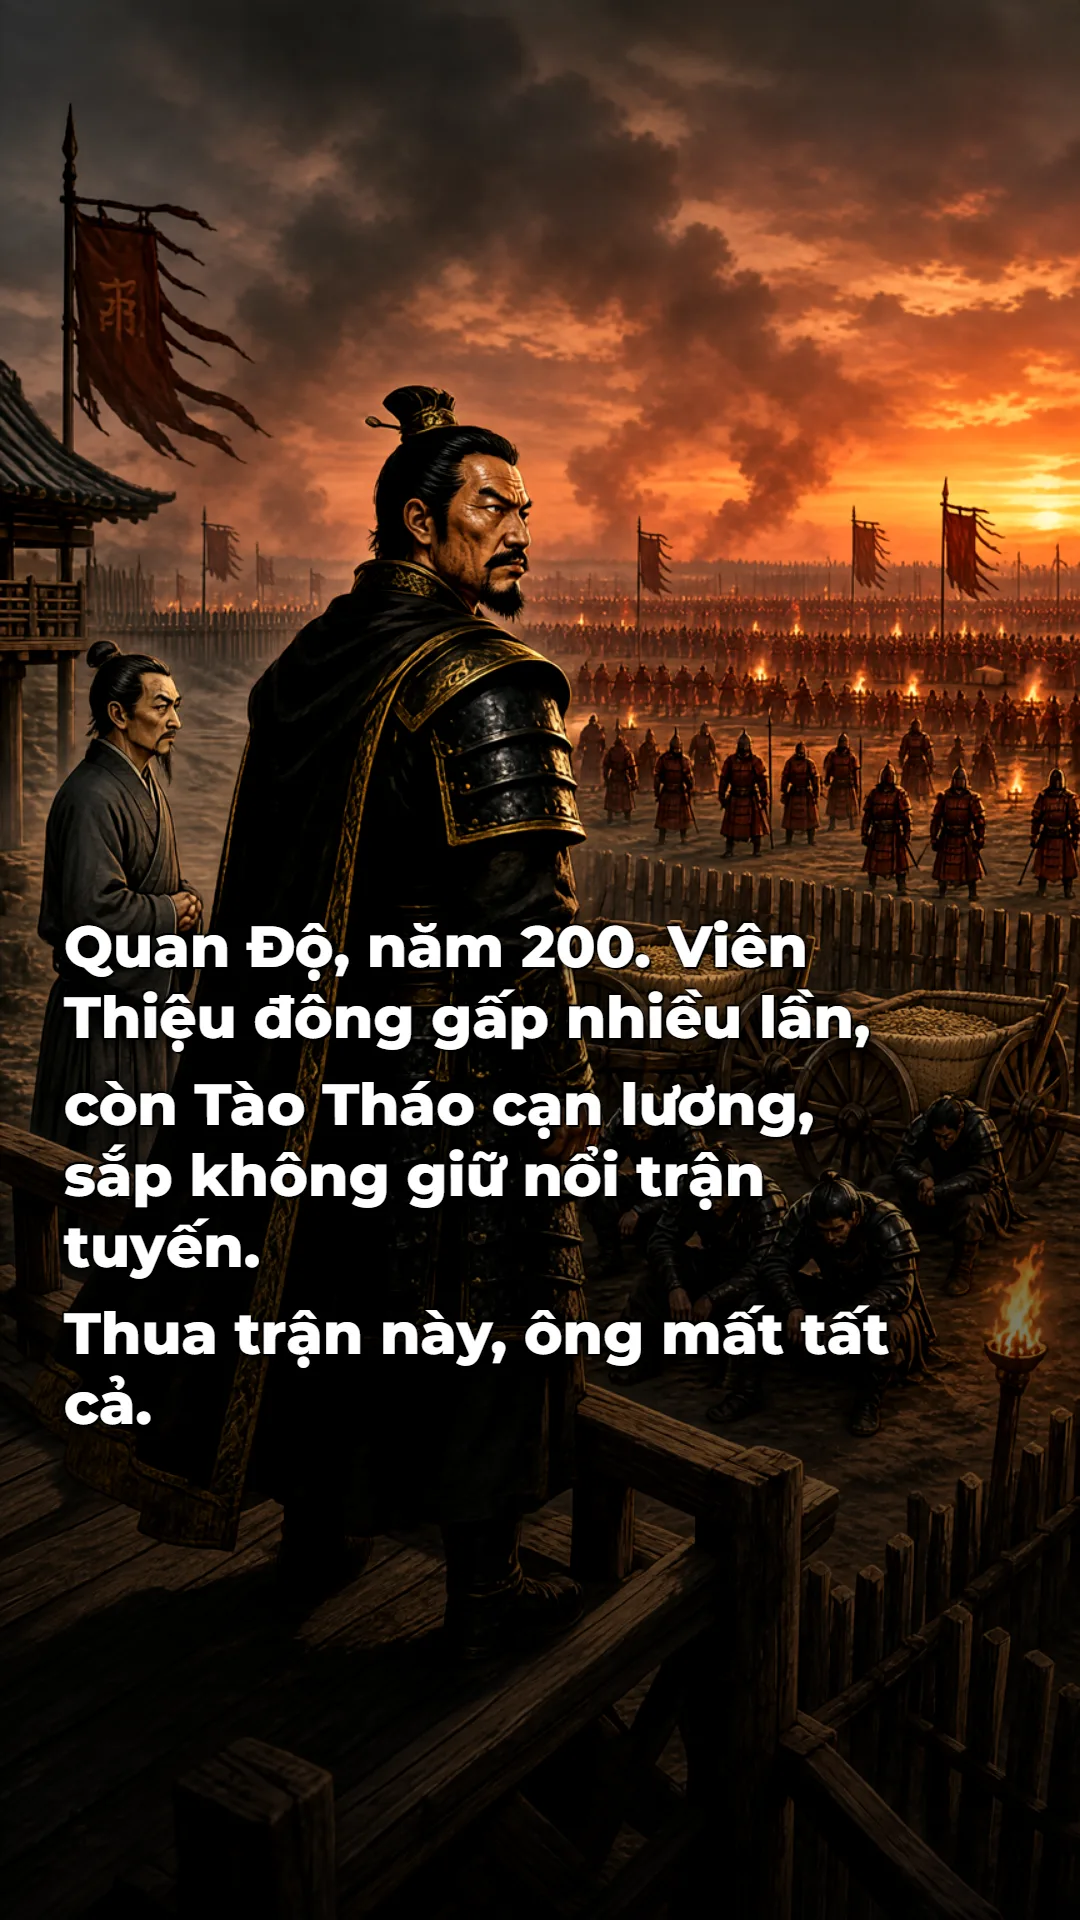 Quan Độ, năm 200. Viên
Thiệu đông gấp nhiều lần,
còn Tào Tháo cạn lương,
sắp không giữ nổi trận
tuyến.
Thua trận này, ông mất tất
cả.